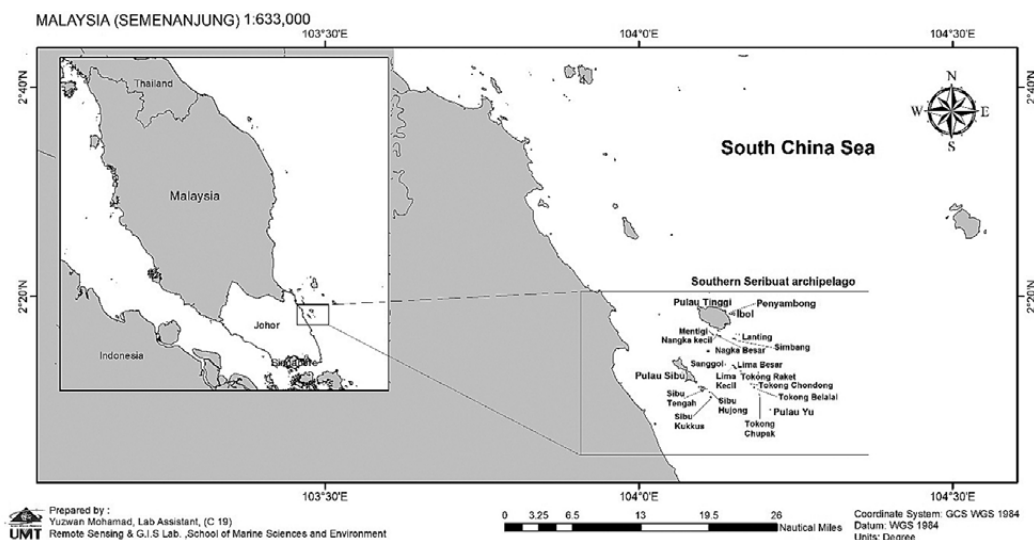 MALAYSIA (SEMENANJUNG) 1:633,000
103°30'E
104°0'E
104°30'E
2°40'N
2°40'N
2°20'N
2°20'N
Thailand
Malaysia
Johor
Indonesia
Singapore
N
W
E
S
South China Sea
Southern Seribuat archipelago
Pulau Tinggi
Penyambong
Ibol
Mentigi
Nangka kecil
Lanting
Simbang
Nagka Besar
Sanggol
Lima Besar
Pulau Sibu
Lima
Kecil
Tokong Raket
Tokong Chondong
Tokong Belalai
Sibu
Tengah
Sibu
Hujong
Sibu
Kukkus
Pulau Yu
Tokong
Chupak
103°30'E
104°0'E
104°30'E
UMT
Prepared by :
Yuzwan Mohamad, Lab Assistant, (C 19)
Remote Sensing & G.I.S Lab. ,School of Marine Sciences and Environment
0 3.25 6.5 13 19.5 26
Nautical Miles
Coordinate System: GCS WGS 1984
Datum: WGS 1984
Units: Degree